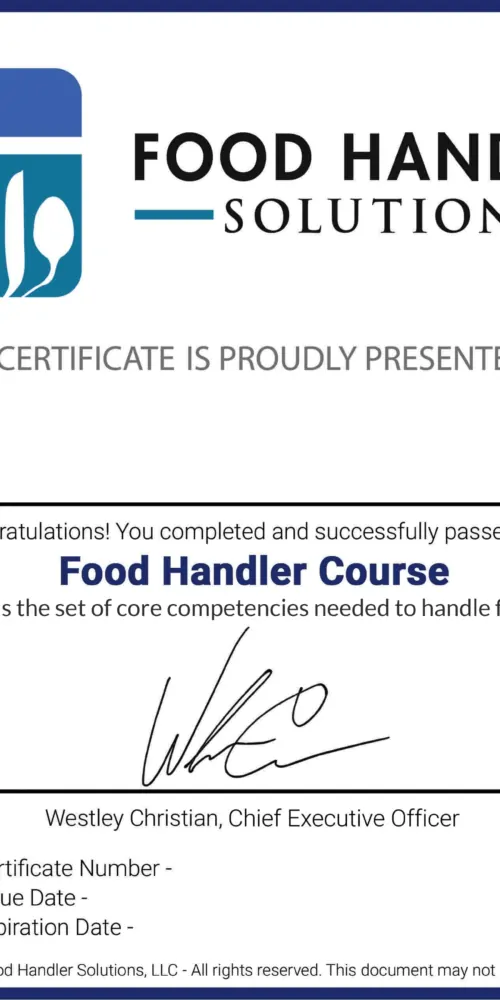 FOOD HAND
SOLUTION
CERTIFICATE IS PROUDLY PRESENTE
ratulations! You completed and successfully passe
Food Handler Course
s the set of core competencies needed to handle f
Westley Christian, Chief Executive Officer
rtificate Number -
ue Date -
piration Date -
od Handler Solutions, LLC - All rights reserved. This document may not